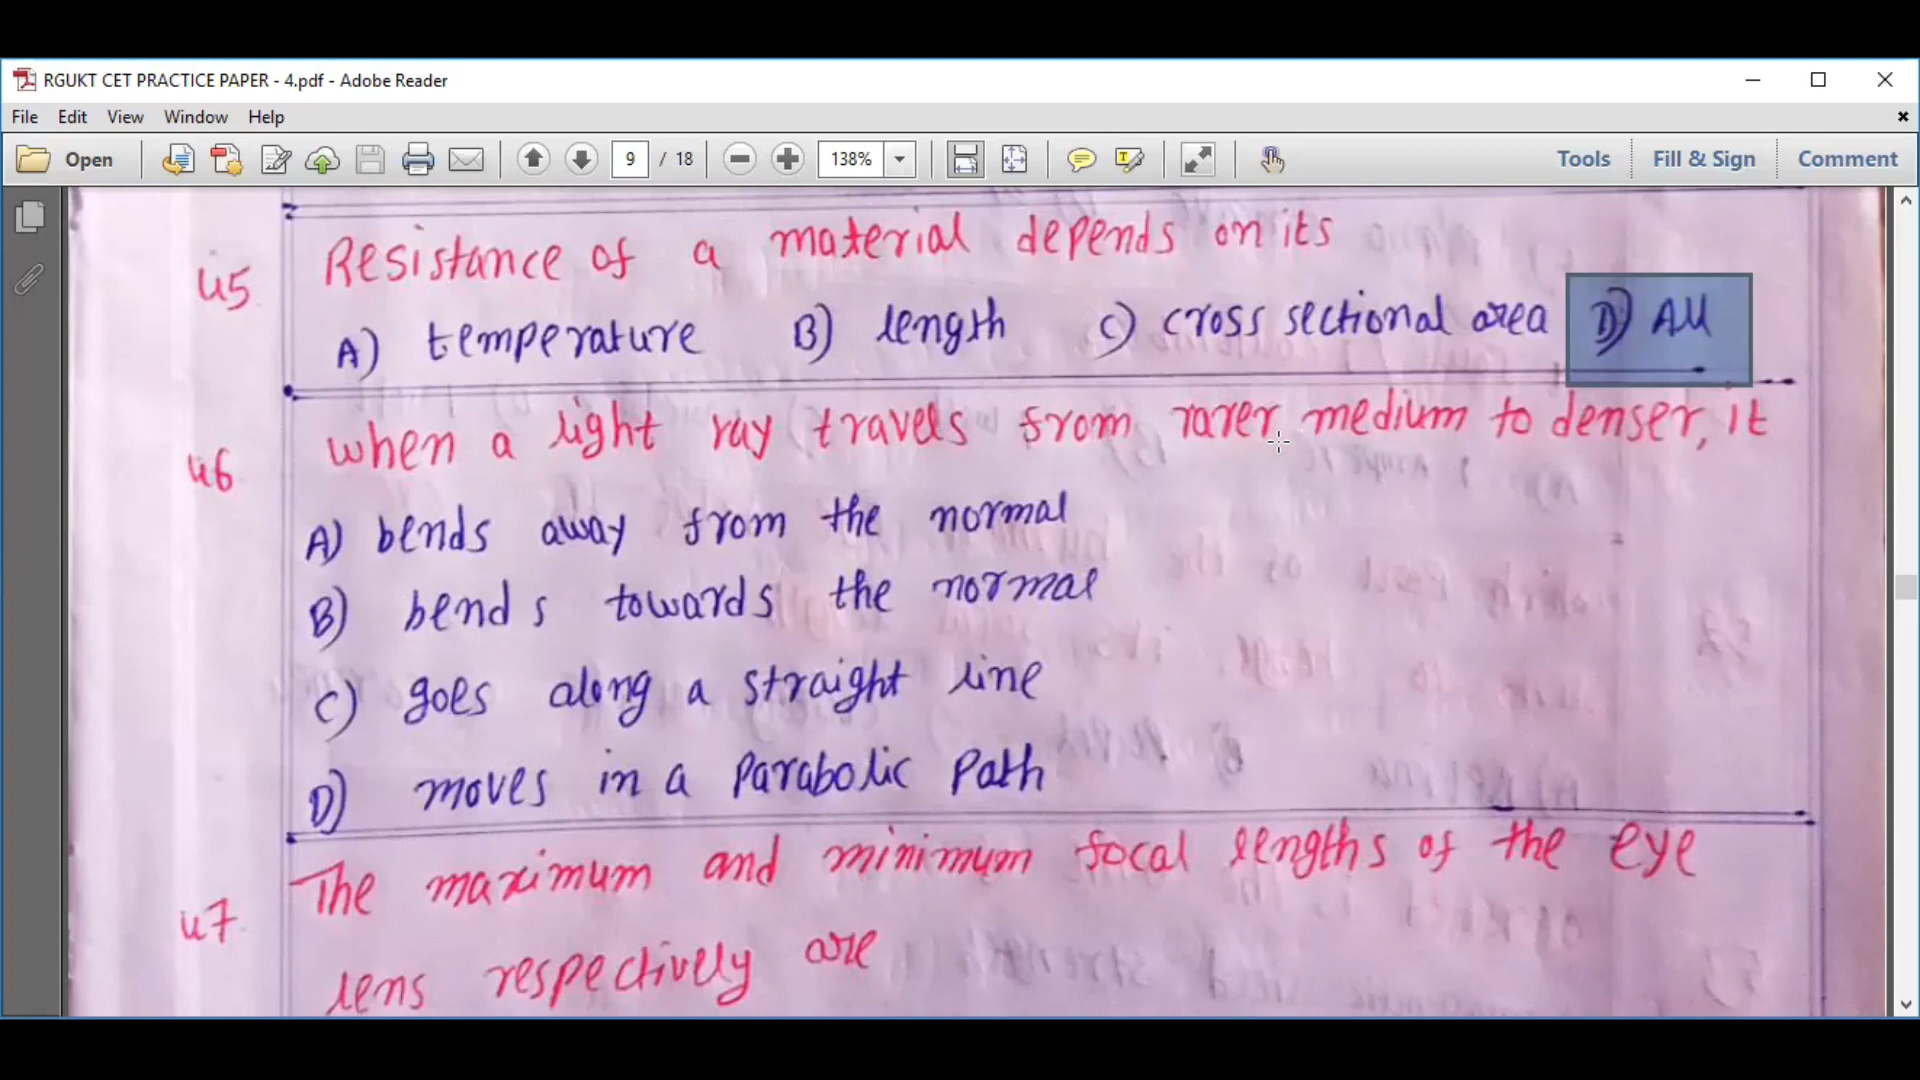 RGUKT CET PRACTICE PAPER - 4.pdf - Adobe Reader
File Edit View Window Help
Open 9 / 18 138% Tools Fill & Sign Comment
45 Resistance of a material depends on its
A) temperature B) length C) cross sectional area D) All
46 when a light ray travels from rarer medium to denser, it
A) bends away from the normal
B) bends towards the normal
C) goes along a straight line
D) moves in a parabolic path
47 The maximum and minimum focal lengths of the eye
lens respectively are